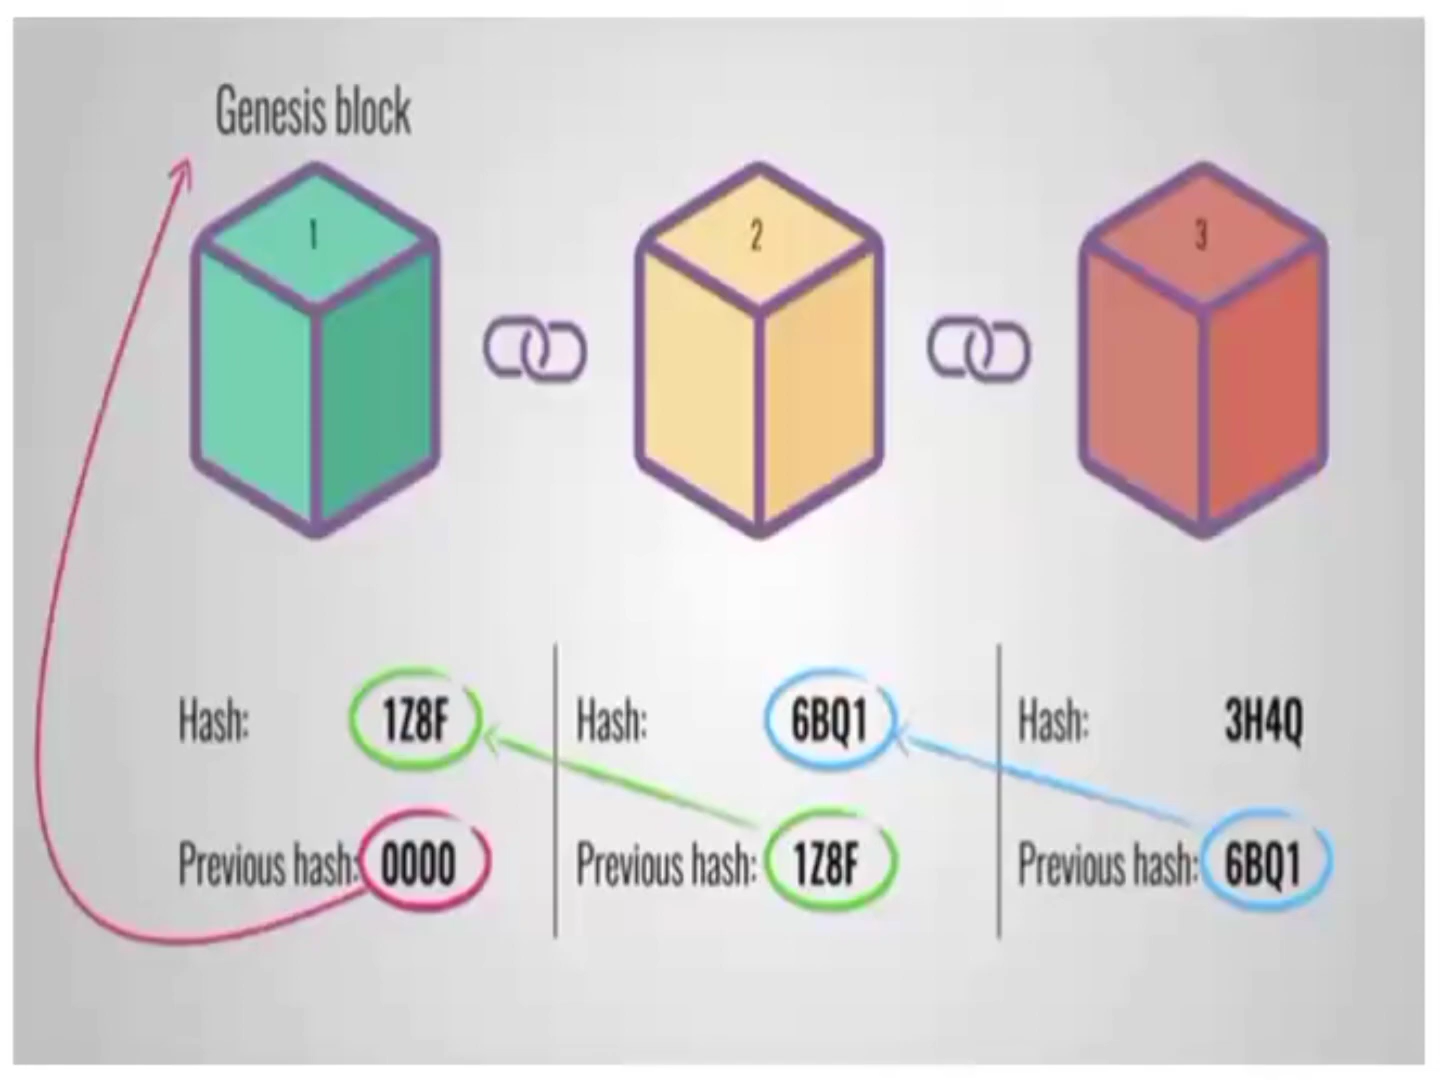 Genesis block
1
2
3
Hash: 1Z8F
Previous hash: 0000
Hash: 6BQ1
Previous hash: 1Z8F
Hash: 3H4Q
Previous hash: 6BQ1